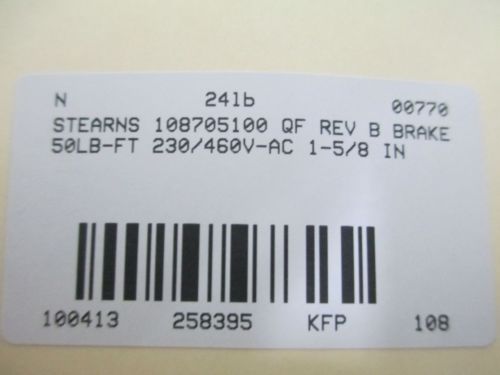 N 24lb 00770
STEARNS 108705100 QF REV B BRAKE
50LB-FT 230/460V-AC 1-5/8 IN
100413 258395 KFP 108